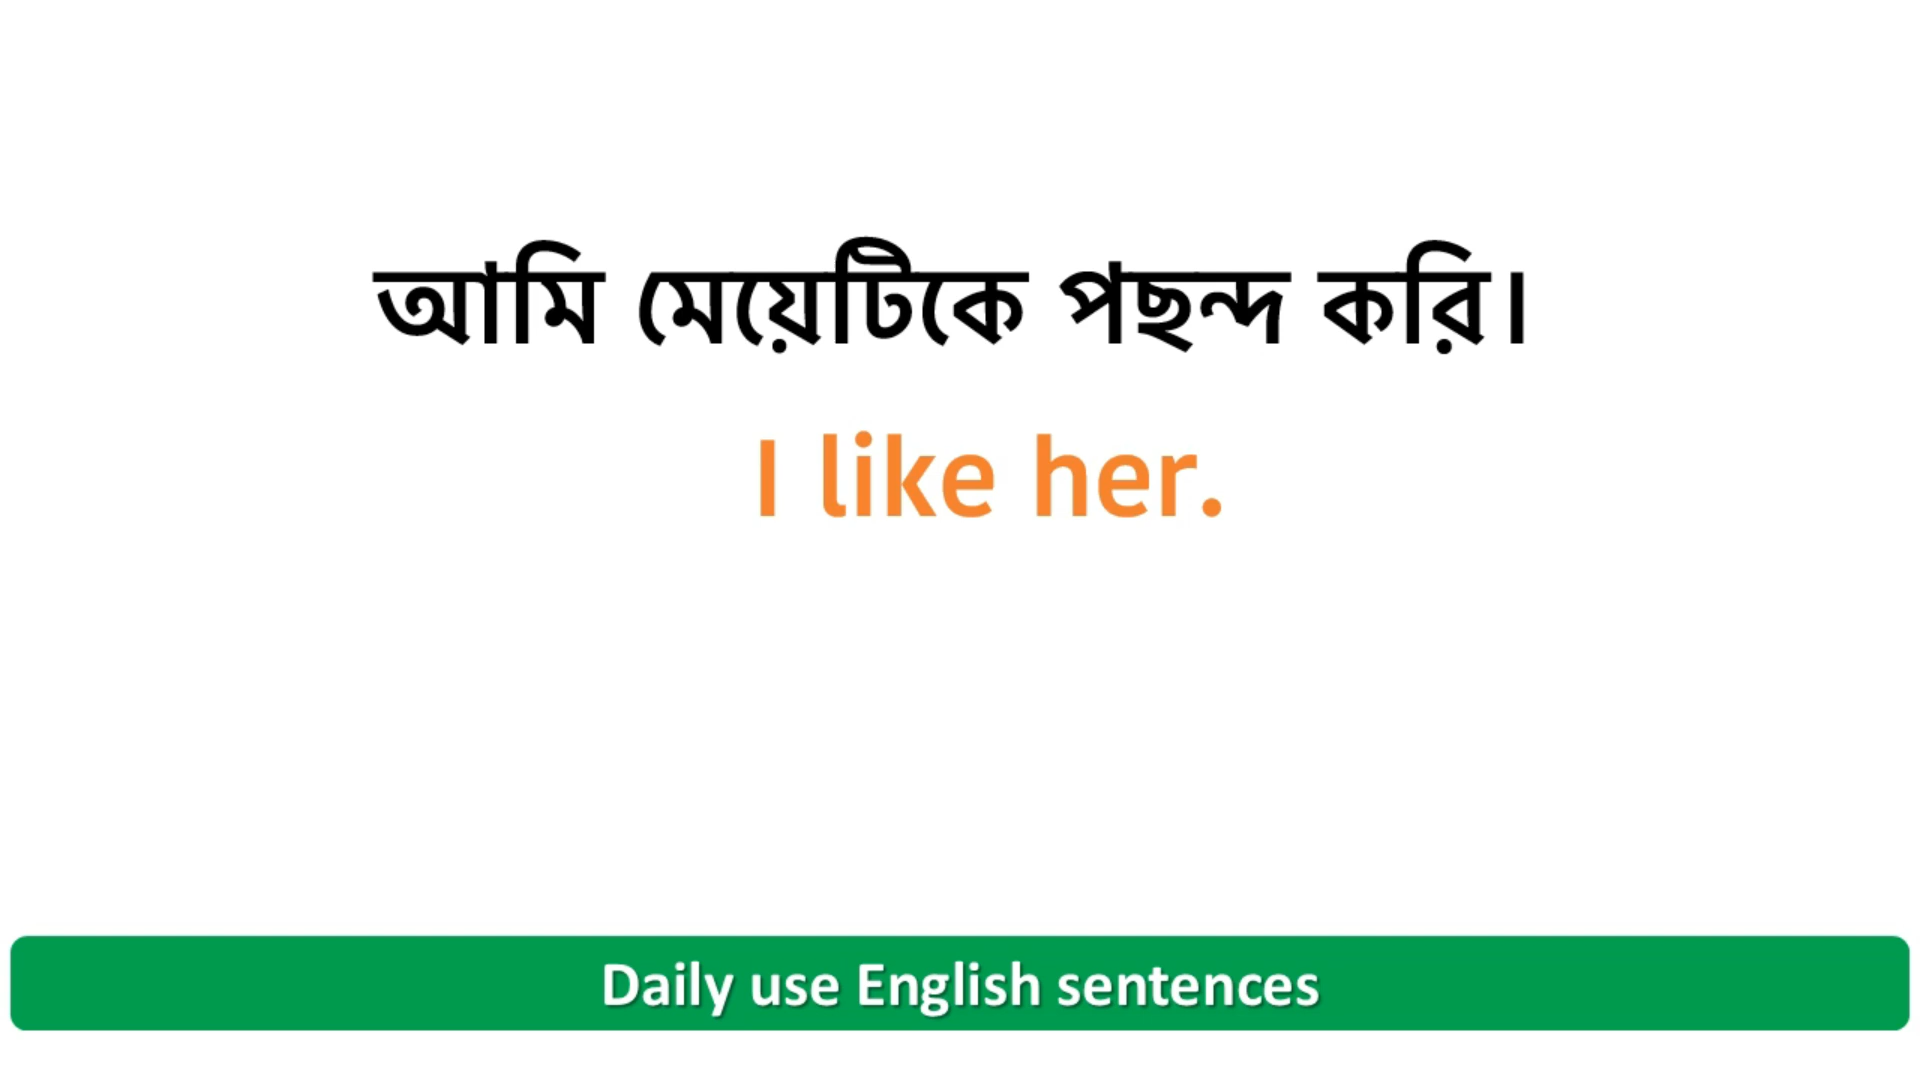 আমি মেয়েটিকে পছন্দ করি।
I like her.
Daily use English sentences